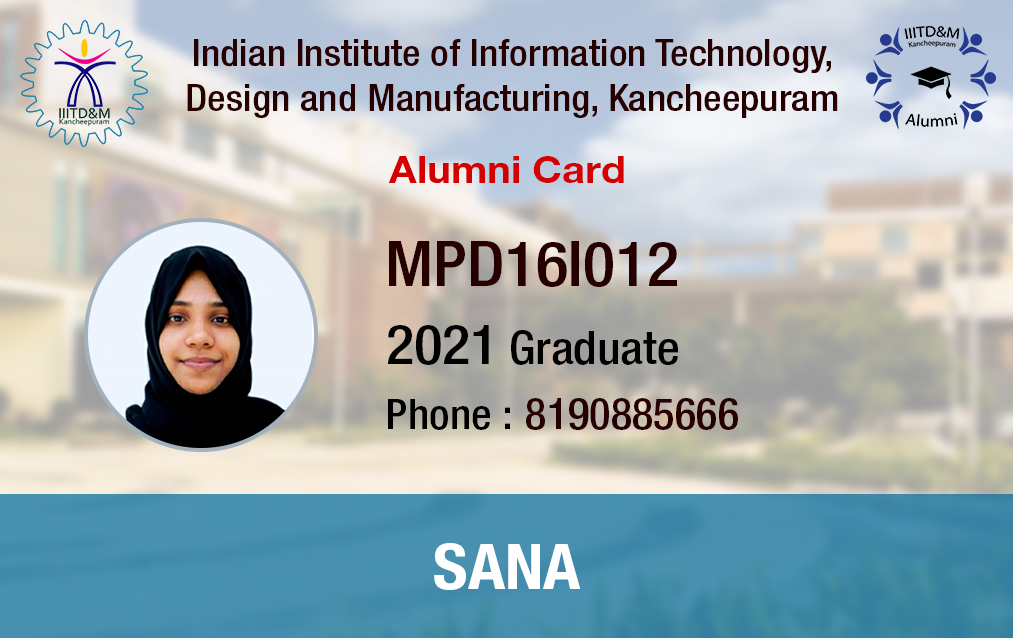 Indian Institute of Information Technology,
Design and Manufacturing, Kancheepuram
IIITD&M
Kancheepuram
IIITD&M
Kancheepuram
Alumni
Alumni Card
MPD16I012
2021 Graduate
Phone : 8190885666
SANA